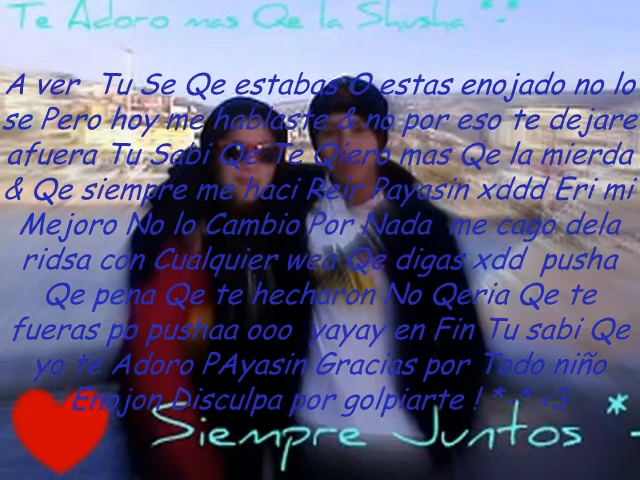 Te Adoro mas Qe la Shusha *-*
A ver Tu Se Qe estabas O estas enojado no lo
se Pero hoy me hablaste & no por eso te dejare
afuera Tu Sabi Qe Te Qiero mas Qe la mierda
& Qe siempre me haci Reir Payasin xddd Eri mi
Mejoro No lo Cambio Por Nada me cago dela
ridsa con Cualquier wea Qe digas xdd pusha
Qe pena Qe te hecharon No Qeria Qe te
fueras po pushaa ooo yayay en Fin Tu sabi Qe
yo te Adoro PAyasin Gracias por Todo niño
Enojon Disculpa por golpiarte ! *-* <3
Siempre Juntos *-